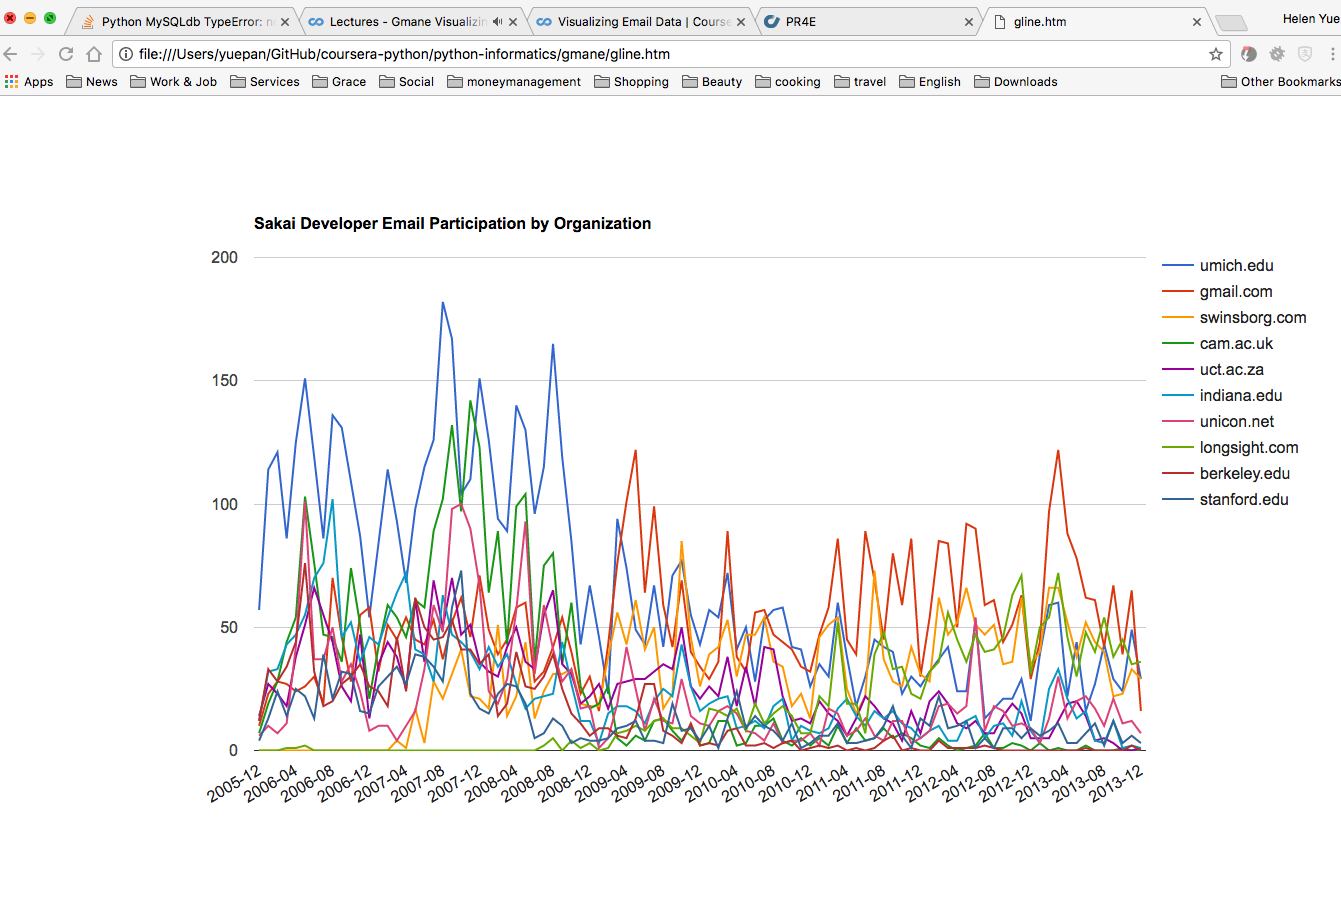 Python MySQLdb TypeError: n
Lectures - Gmane Visualizin
Visualizing Email Data | Cours
PR4E
gline.htm
Helen Yue
file:///Users/yuepan/GitHub/coursera-python/python-informatics/gmane/gline.htm
Apps News Work & Job Services Grace Social moneymanagement Shopping Beauty cooking travel English Downloads Other Bookmarks
Sakai Developer Email Participation by Organization
200
150
100
50
0
umich.edu
gmail.com
swinsborg.com
cam.ac.uk
uct.ac.za
indiana.edu
unicon.net
longsight.com
berkeley.edu
stanford.edu
2005-12 2006-04 2006-08 2006-12 2007-04 2007-08 2007-12 2008-04 2008-08 2008-12 2009-04 2009-08 2009-12 2010-04 2010-08 2010-12 2011-04 2011-08 2011-12 2012-04 2012-08 2012-12 2013-04 2013-08 2013-12